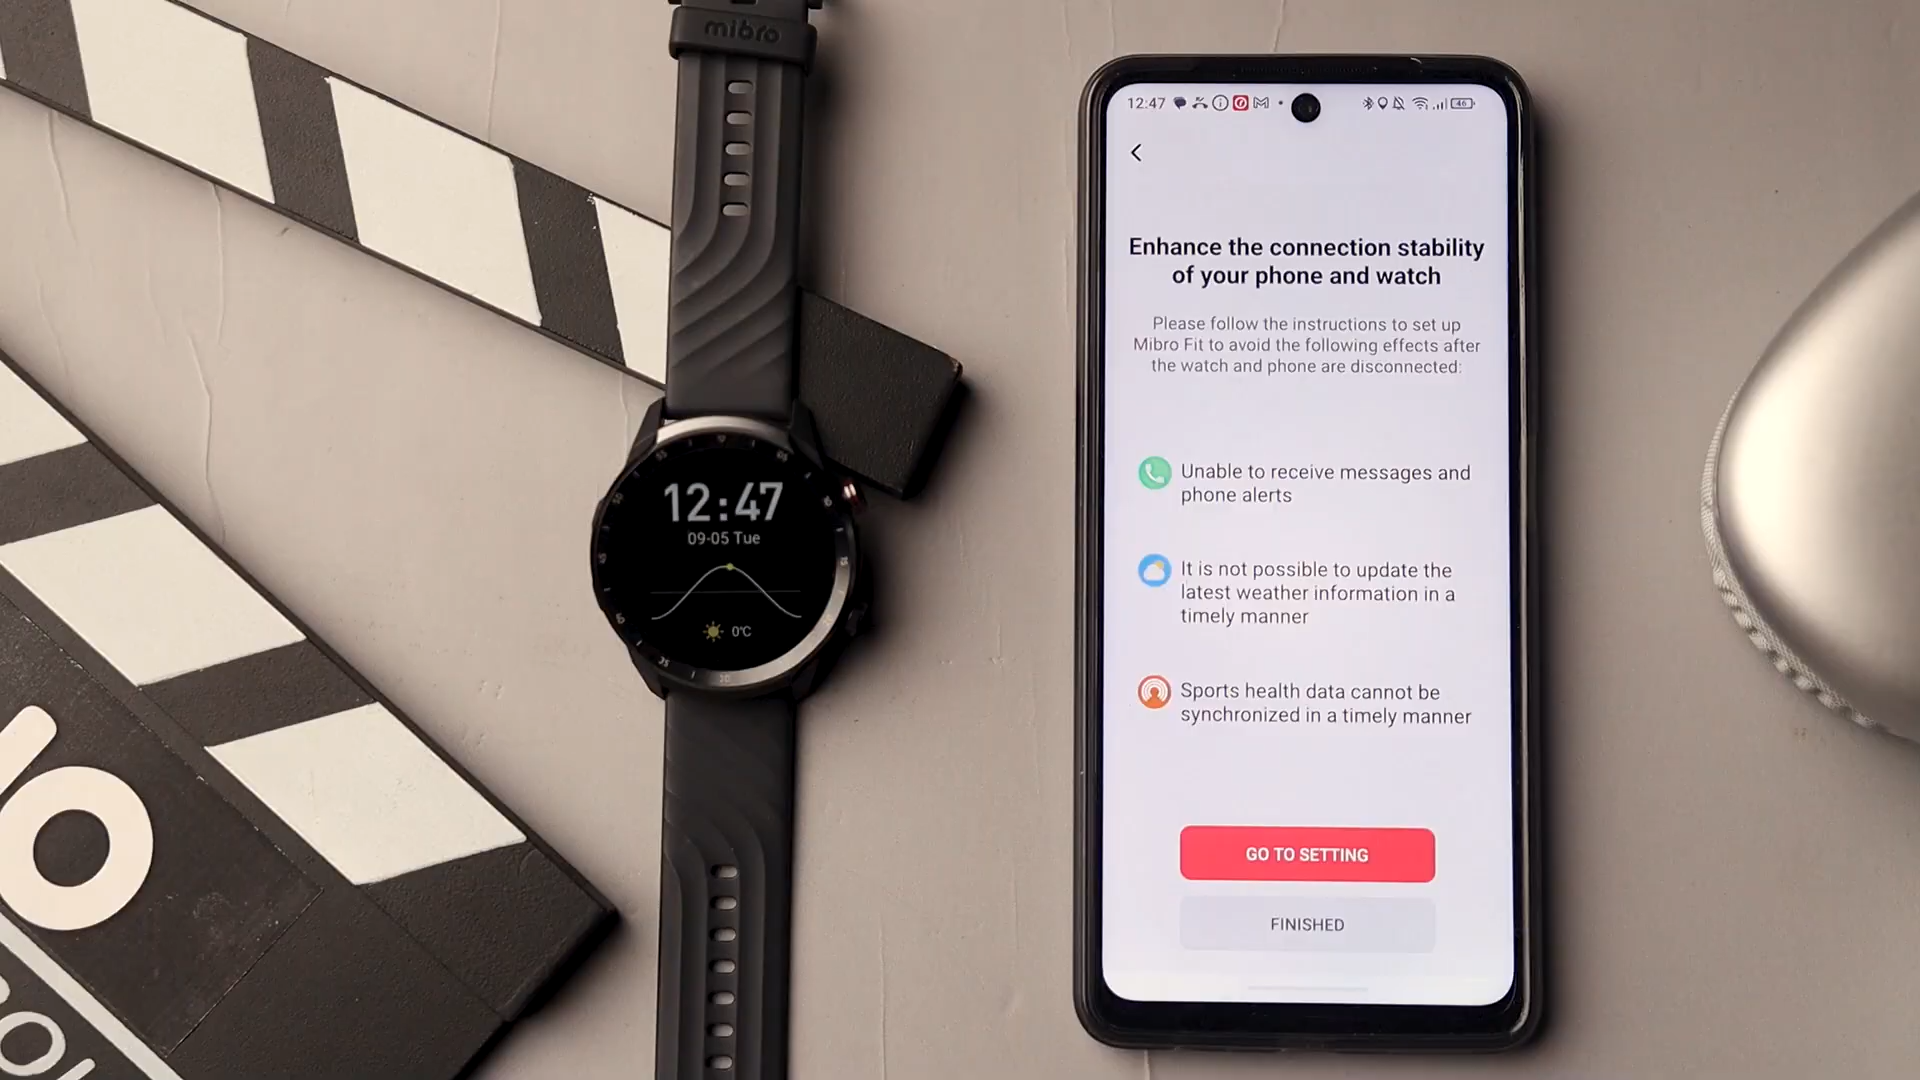 mibro
12:47
09-05 Tue
0°C
12:47
46
Enhance the connection stability
of your phone and watch
Please follow the instructions to set up
Mibro Fit to avoid the following effects after
the watch and phone are disconnected:
Unable to receive messages and
phone alerts
It is not possible to update the
latest weather information in a
timely manner
Sports health data cannot be
synchronized in a timely manner
GO TO SETTING
FINISHED